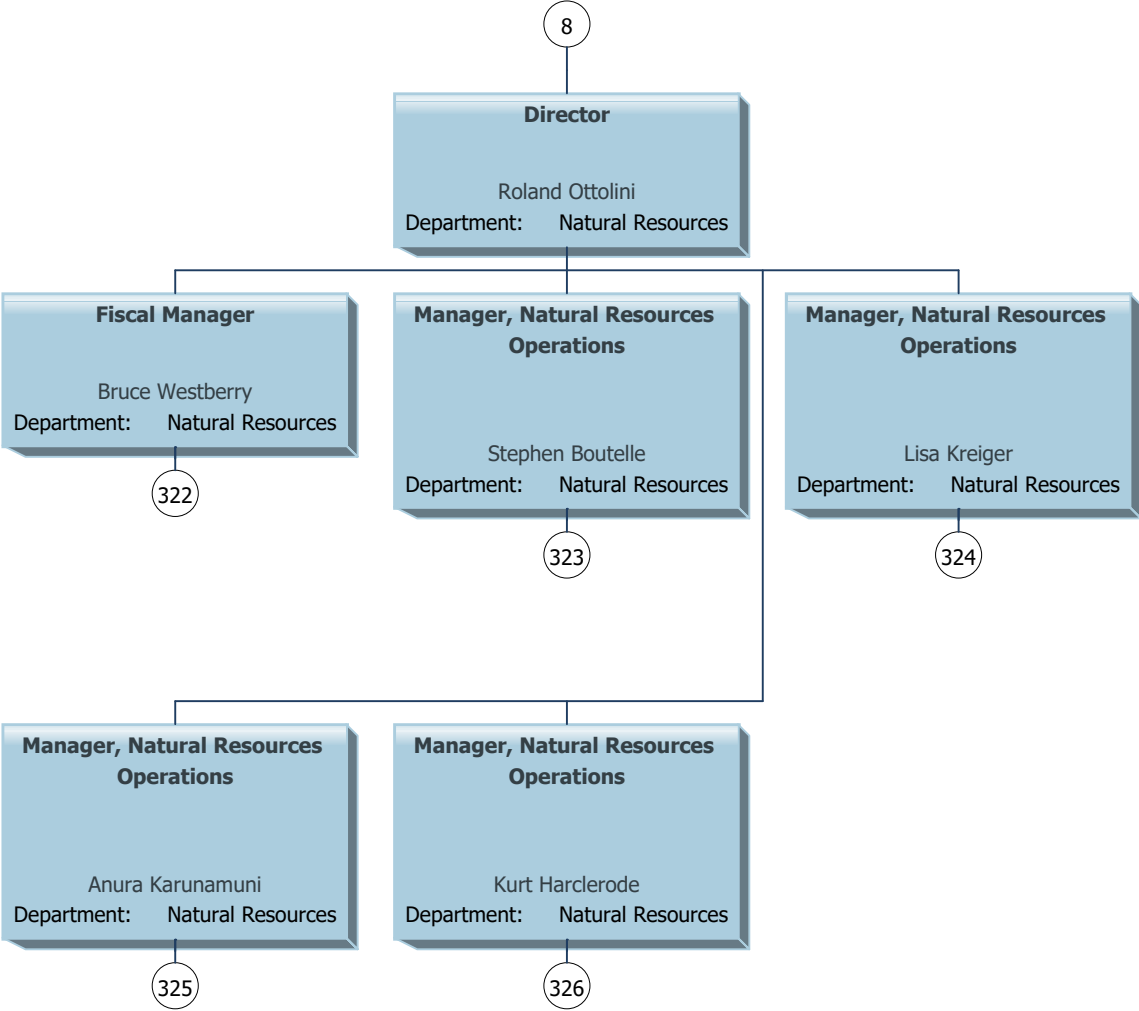 8
Director
Roland Ottolini
Department: Natural Resources
Fiscal Manager
Bruce Westberry
Department: Natural Resources
322
Manager, Natural Resources
Operations
Stephen Boutelle
Department: Natural Resources
323
Manager, Natural Resources
Operations
Lisa Kreiger
Department: Natural Resources
324
Manager, Natural Resources
Operations
Anura Karunamuni
Department: Natural Resources
325
Manager, Natural Resources
Operations
Kurt Harclerode
Department: Natural Resources
326